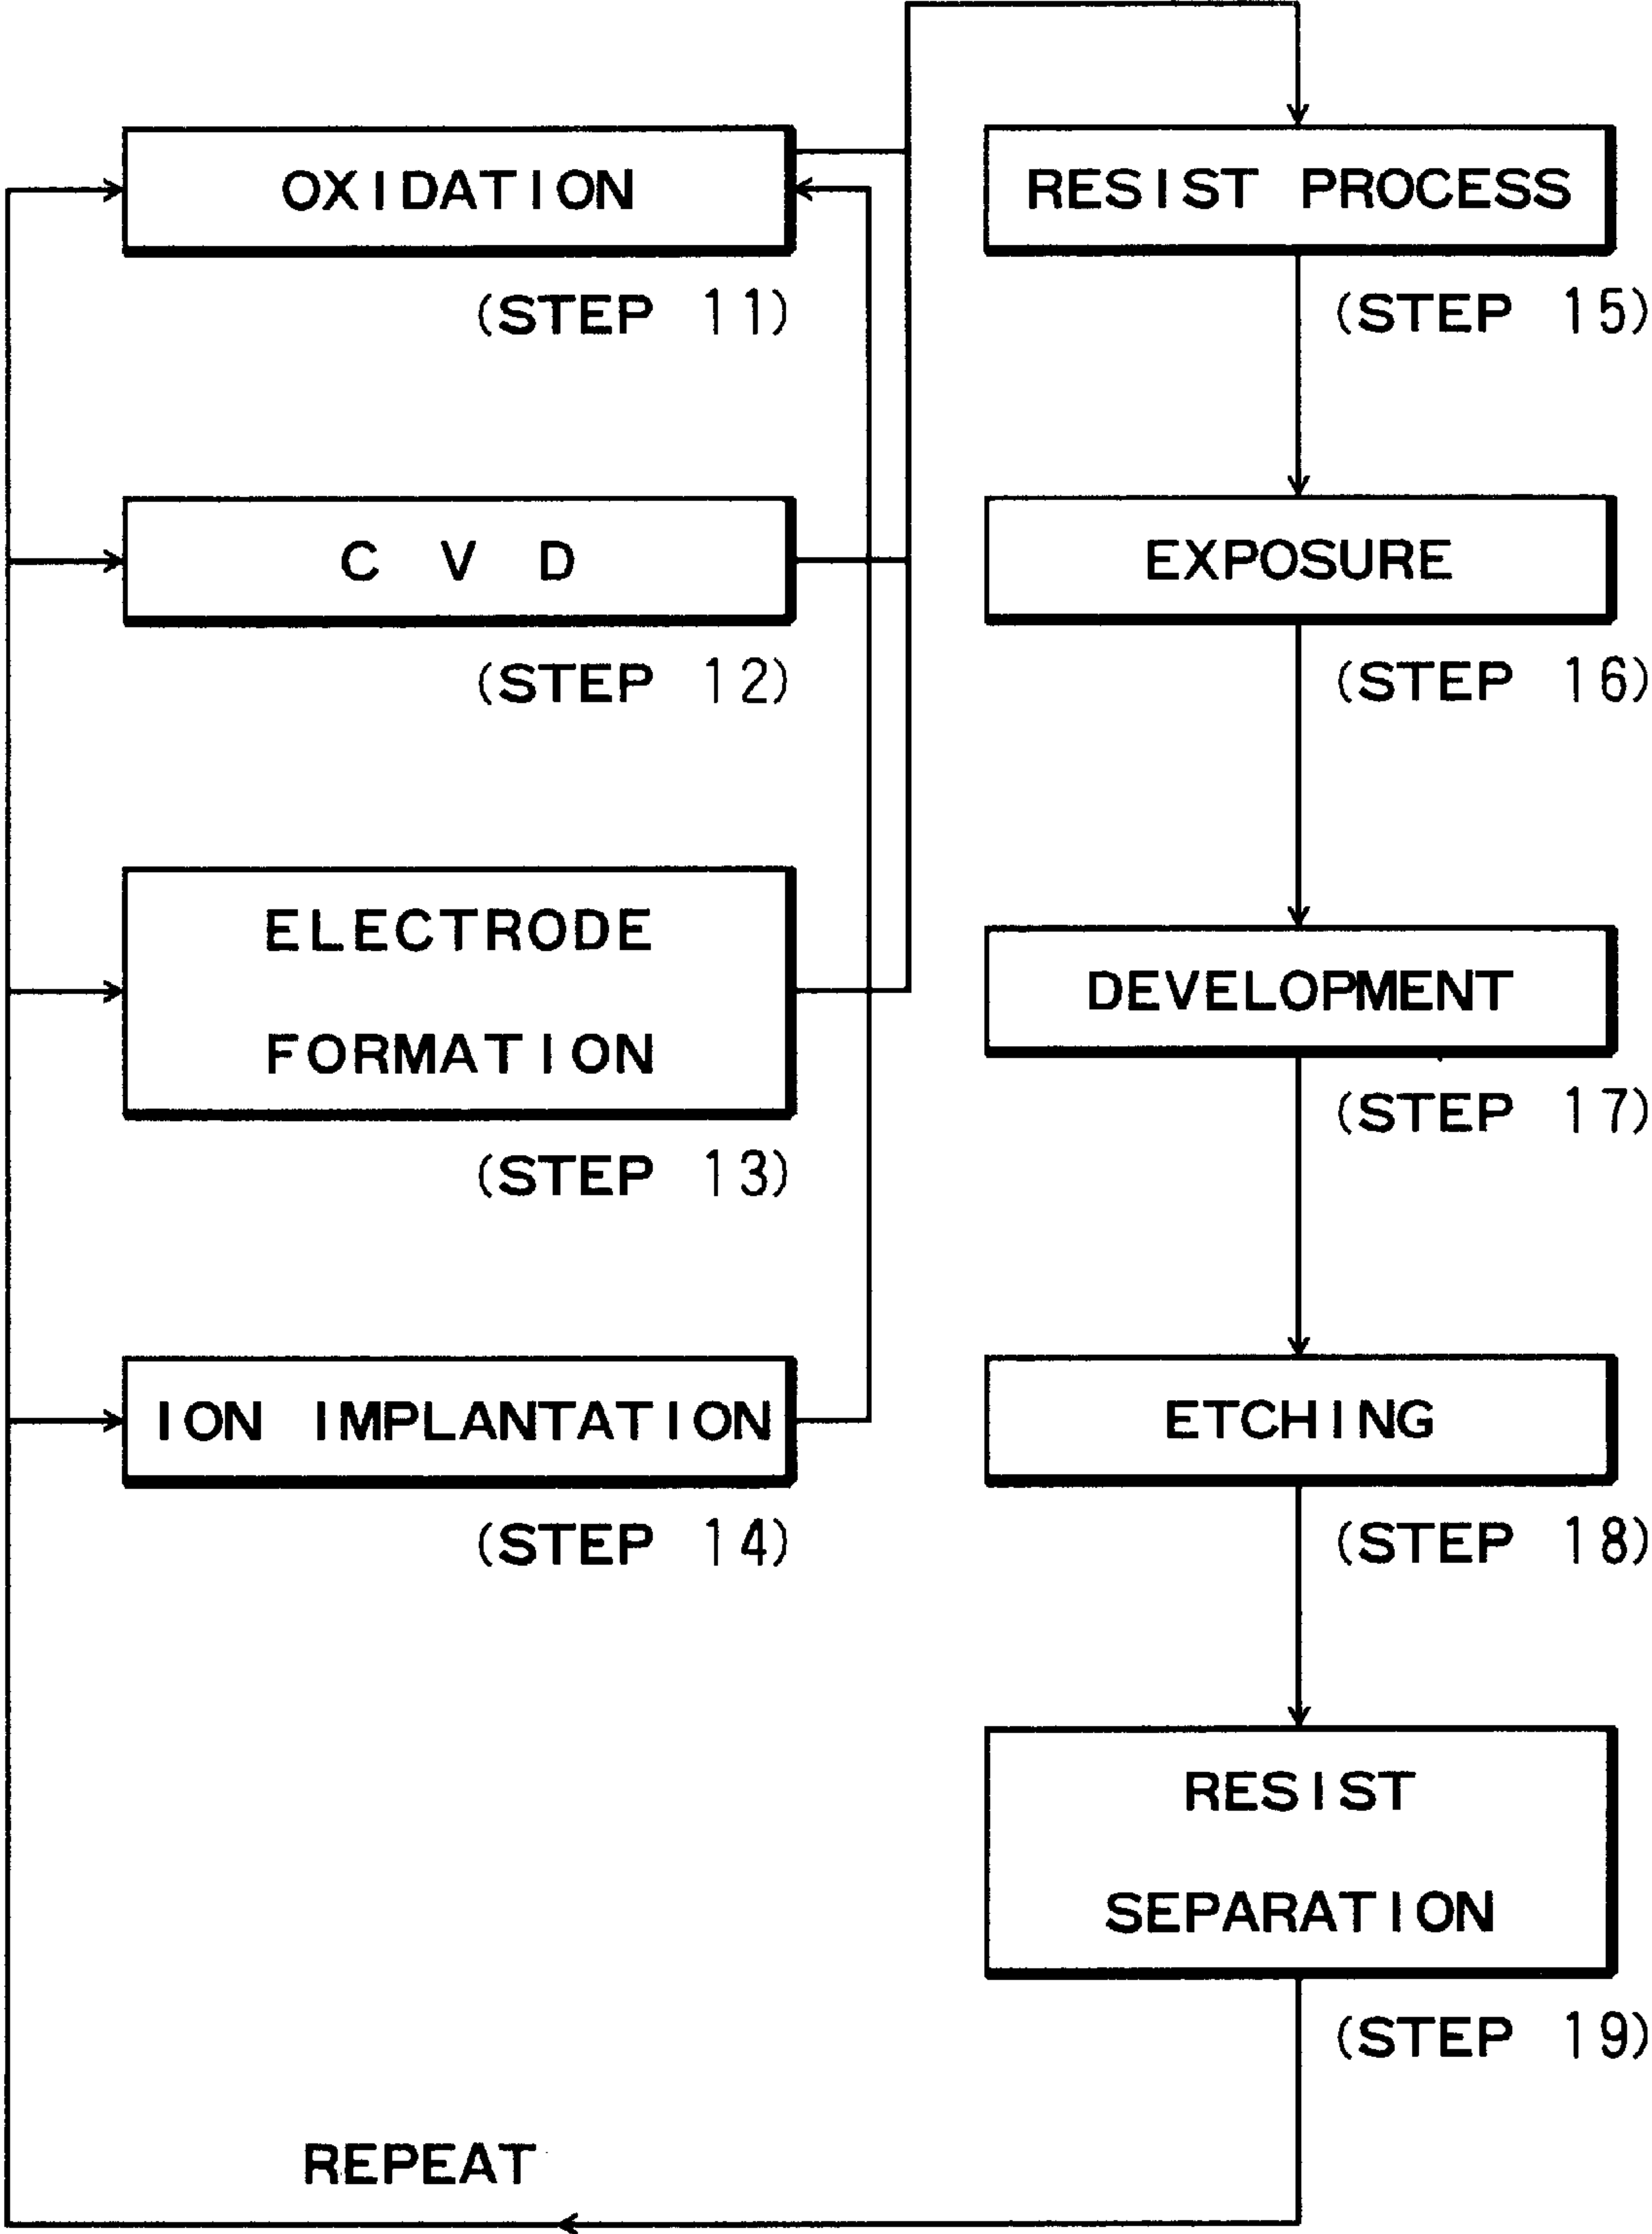 OXIDATION
(STEP 11)
C V D
(STEP 12)
ELECTRODE
FORMATION
(STEP 13)
ION IMPLANTATION
(STEP 14)
RESIST PROCESS
(STEP 15)
EXPOSURE
(STEP 16)
DEVELOPMENT
(STEP 17)
ETCHING
(STEP 18)
RESIST
SEPARATION
(STEP 19)
REPEAT